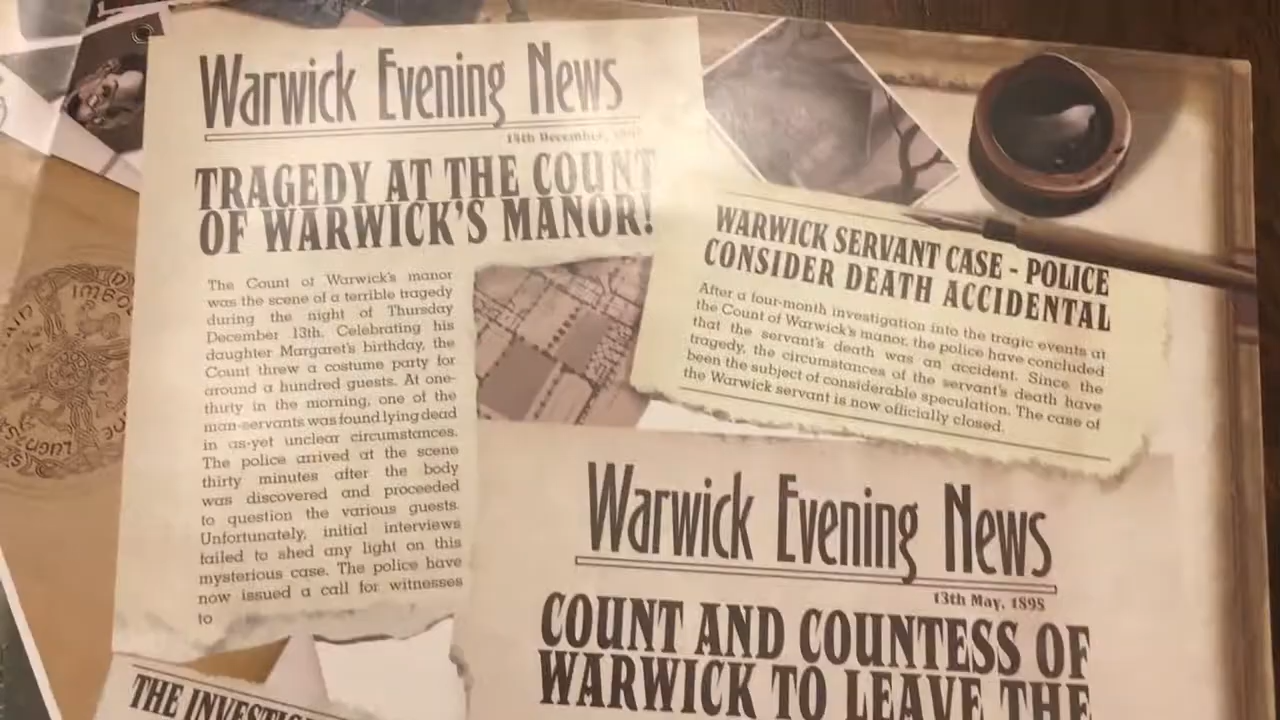 Warwick Evening News
14th December,
TRAGEDY AT THE COUNT
OF WARWICK'S MANOR!
The Count of Warwick's manor
was the scene of a terrible tragedy
during the night of Thursday
December 13th. Celebrating his
daughter Margaret's birthday, the
Count threw a costume party for
around a hundred guests. At one-
thirty in the morning, one of the
man-servants was found lying dead
in as-yet unclear circumstances.
The police arrived at the scene
thirty minutes after the body
was discovered and proceeded
to question the various guests.
Unfortunately, initial interviews
failed to shed any light on this
mysterious case. The police have
now issued a call for witnesses
to
WARWICK SERVANT CASE - POLICE
CONSIDER DEATH ACCIDENTAL
After a four-month investigation into the tragic events at
the Count of Warwick's manor, the police have concluded
that the servant's death was an accident. Since the
tragedy, the circumstances of the servant's death have
been the subject of considerable speculation. The case of
the Warwick servant is now officially closed.
Warwick Evening News
13th May, 1895
COUNT AND COUNTESS OF
WARWICK TO LEAVE THE
THE
IMBOL